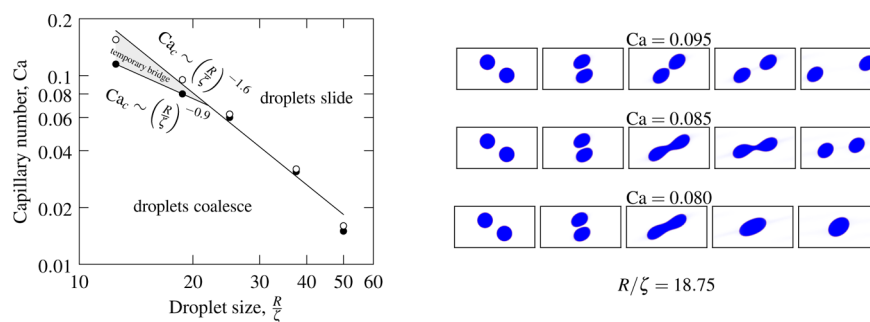 0.2
0.1
0.08
0.06
0.04
0.02
0.01
10
20
30
40
50
60
Capillary number, Ca
Droplet size, R/ζ
Ca_c ∼ (R/ζ)^−1.6
temporary bridge
Ca_c ∼ (R/ζ)^−0.9
droplets slide
droplets coalesce
Ca = 0.095
Ca = 0.085
Ca = 0.080
R/ζ = 18.75